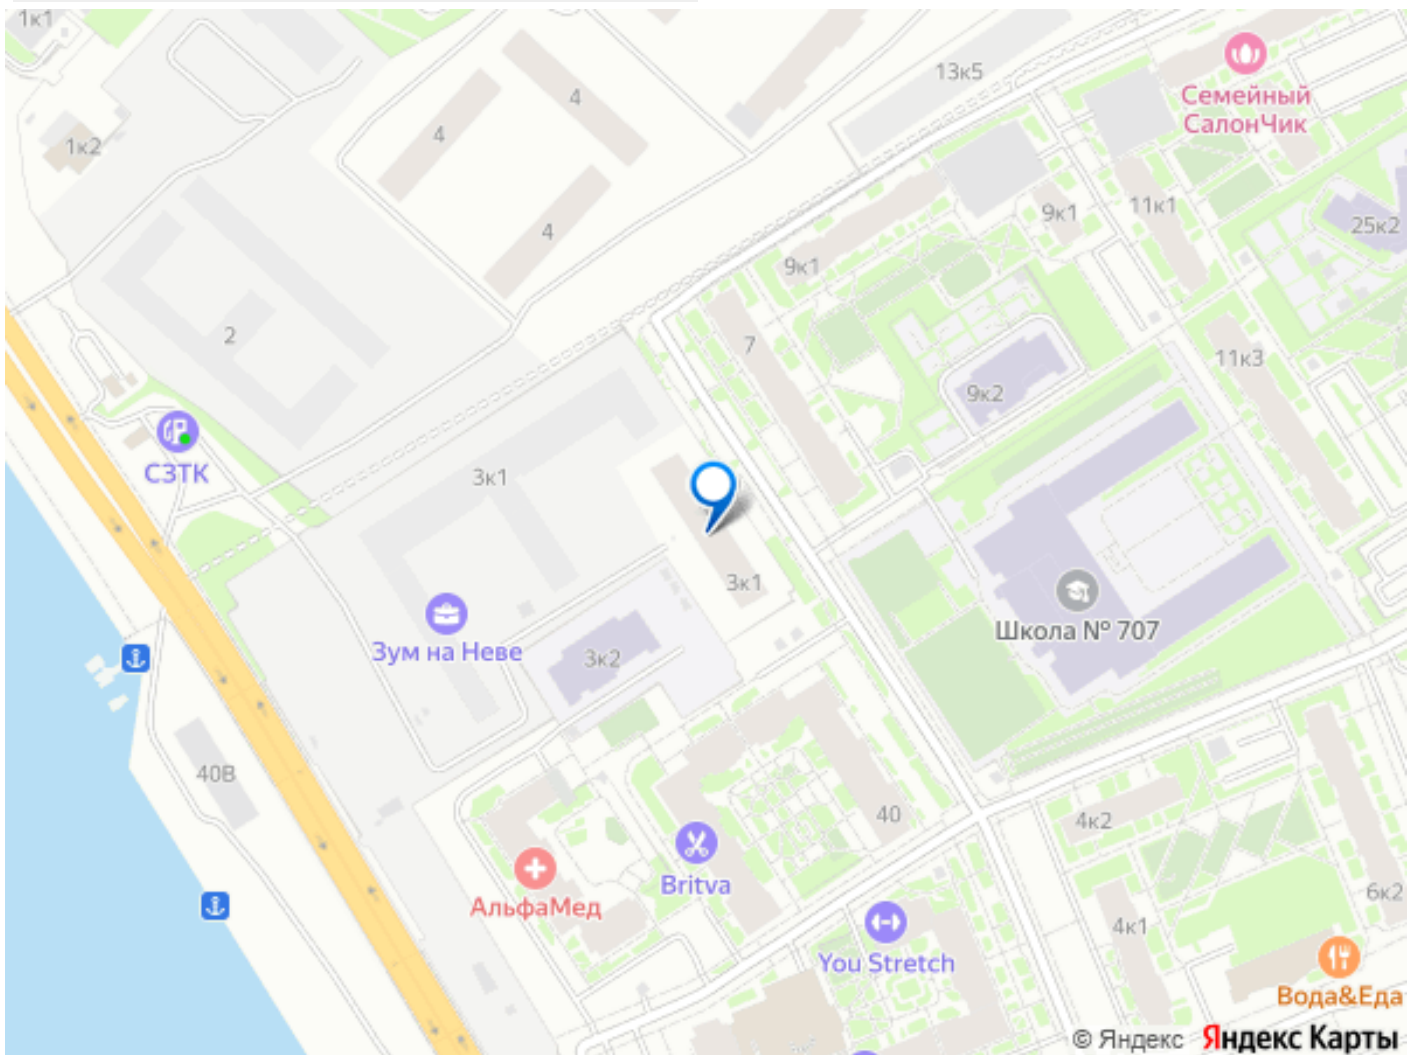 1к1
13к5
Семейный
СалонЧик
4
4
1к2
4
9к1
11к1
25к2
9к1
2
7
11к3
9к2
СЗТК
3к1
3к1
Школа № 707
Зум на Неве
3к2
40В
40
4к2
Britva
АльфаМед
6к2
4к1
You Stretch
Вода&Еда
© Яндекс Яндекс Карты